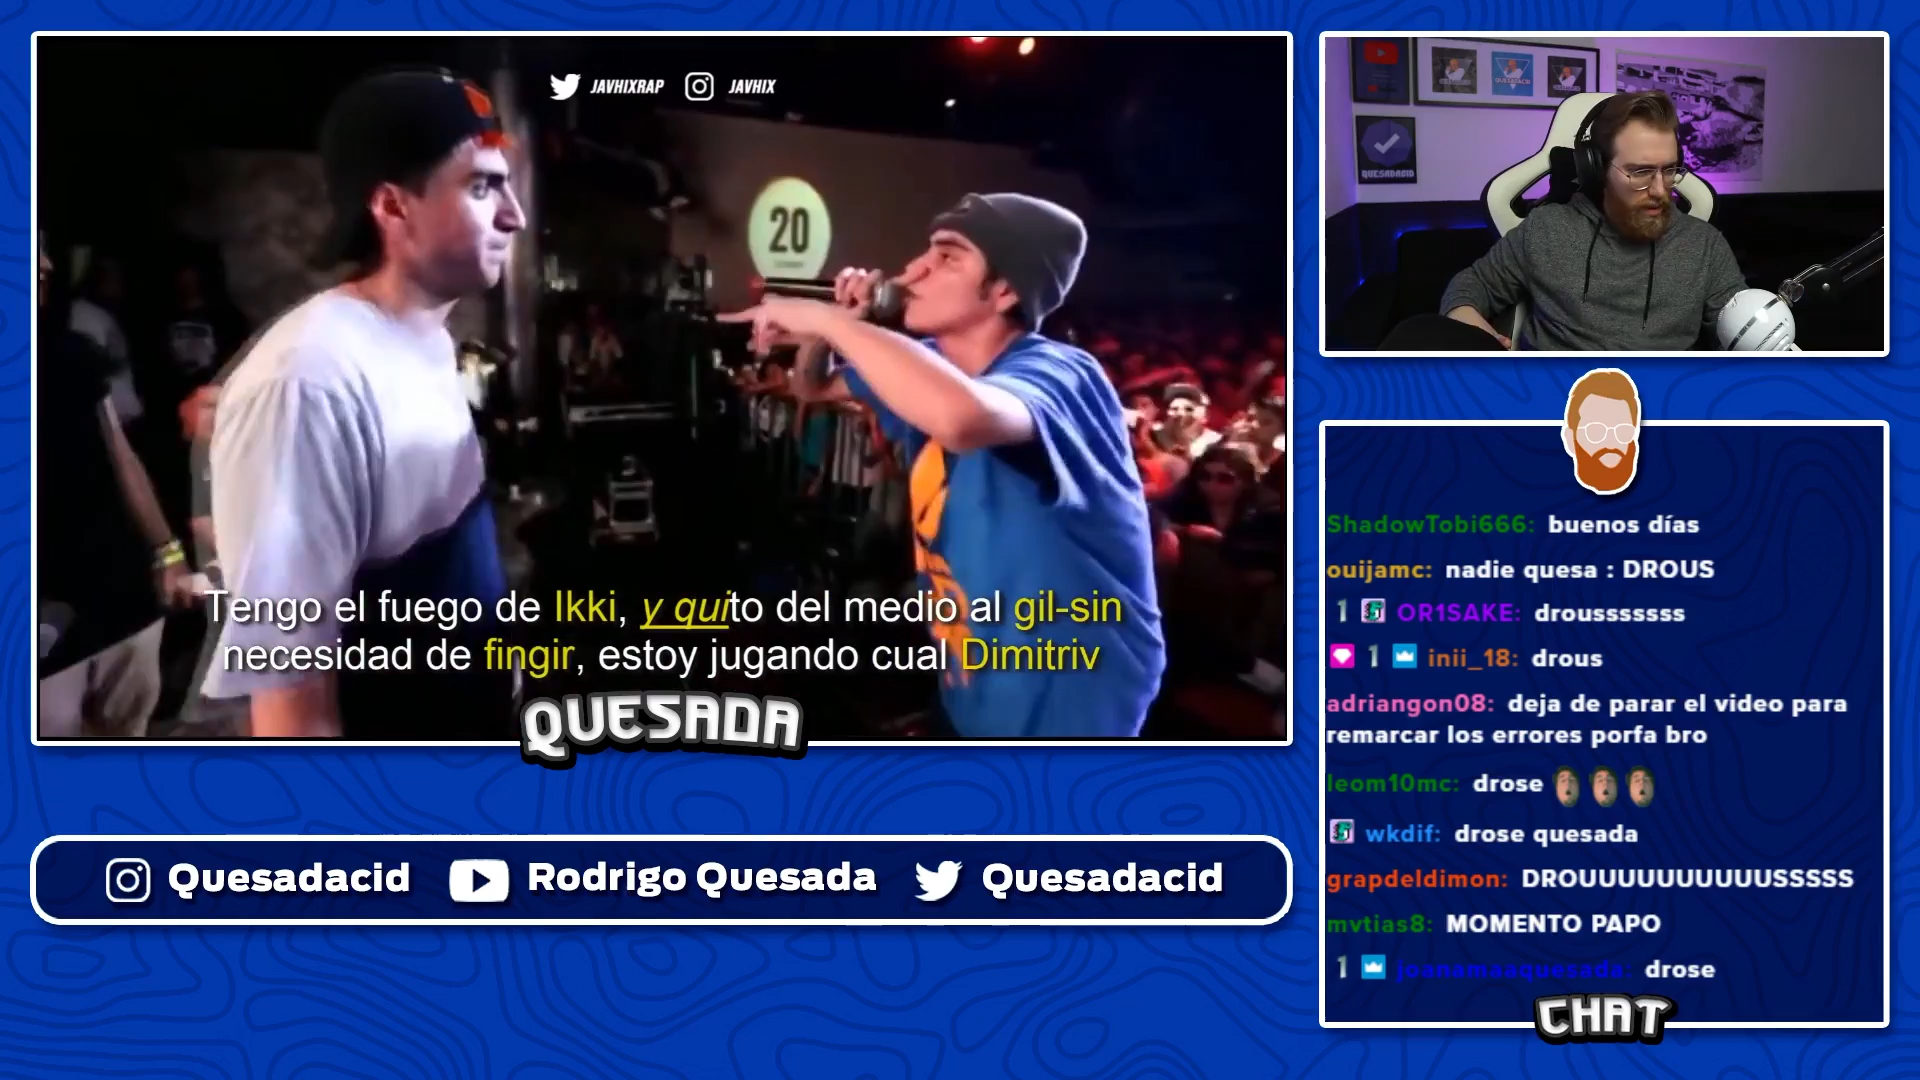 JAVHIXRAP JAVHIX
20
Tengo el fuego de Ikki, y quito del medio al gil-sin
necesidad de fingir, estoy jugando cual Dimitriv
QUESADA
Quesadacid Rodrigo Quesada Quesadacid
QUESADACID
QUESADACID
ShadowTobi666: buenos días
ouijamc: nadie quesa : DROUS
1 OR1SAKE: drousssssss
1 inii_18: drous
adriangon08: deja de parar el video para
remarcar los errores porfa bro
leom10mc: drose
wkdif: drose quesada
grapdeldimon: DROUUUUUUUUUUSSSSS
mvtias8: MOMENTO PAPO
1 joanamaaquesada: drose
CHAT